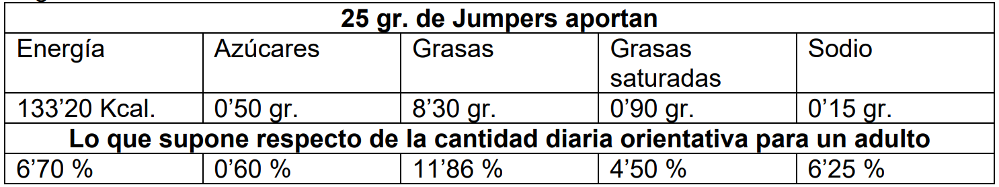 25 gr. de Jumpers aportan
Energía Azúcares Grasas Grasas saturadas Sodio
133’20 Kcal. 0’50 gr. 8’30 gr. 0’90 gr. 0’15 gr.
Lo que supone respecto de la cantidad diaria orientativa para un adulto
6’70 % 0’60 % 11’86 % 4’50 % 6’25 %